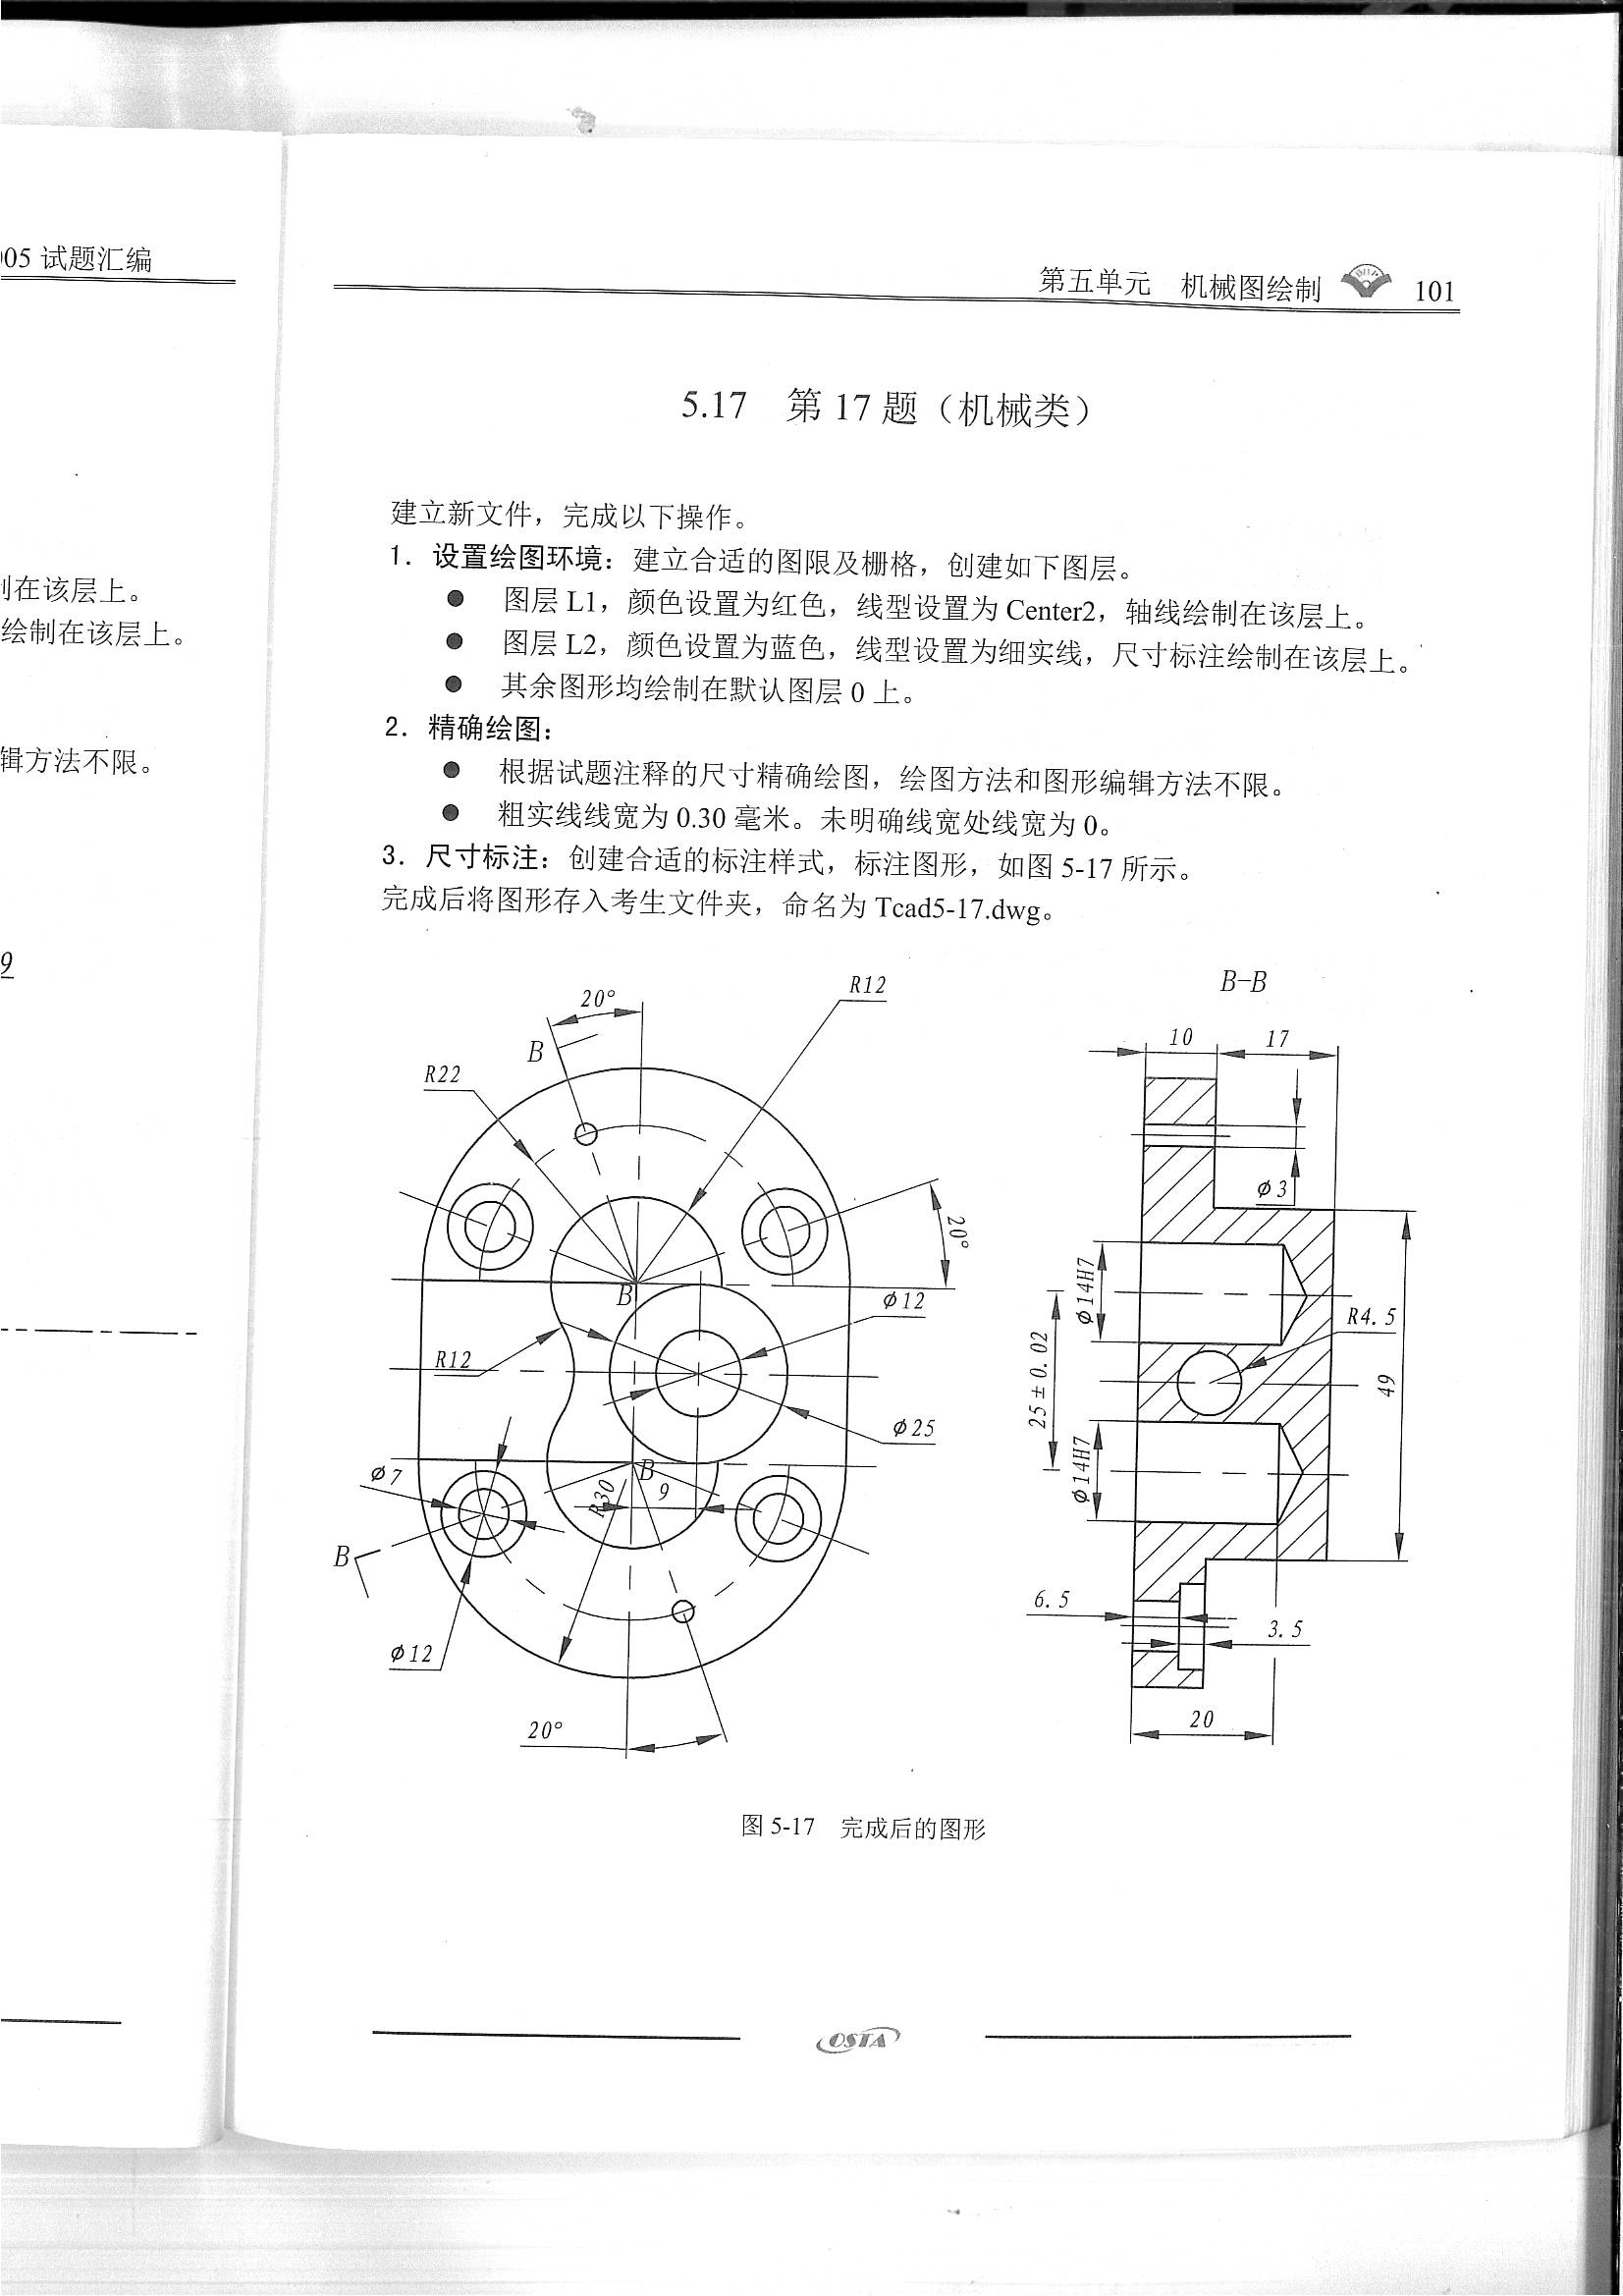 05 试题汇编
在该层上。
绘制在该层上。
辑方法不限。
9
第五单元 机械图绘制 101
5.17 第 17 题（机械类）
建立新文件，完成以下操作。
1．设置绘图环境：建立合适的图限及栅格，创建如下图层。
● 图层 L1，颜色设置为红色，线型设置为 Center2，轴线绘制在该层上。
● 图层 L2，颜色设置为蓝色，线型设置为细实线，尺寸标注绘制在该层上。
● 其余图形均绘制在默认图层 0 上。
2．精确绘图：
● 根据试题注释的尺寸精确绘图，绘图方法和图形编辑方法不限。
● 粗实线线宽为 0.30 毫米。未明确线宽处线宽为 0。
3．尺寸标注：创建合适的标注样式，标注图形，如图 5-17 所示。
完成后将图形存入考生文件夹，命名为 Tcad5-17.dwg。
20°
R12
B
R22
20°
B
φ12
R12
φ25
φ7
B
R30
9
B
φ12
20°
B-B
10
17
φ3
φ14H7
R4.5
25±0.02
49
φ14H7
6.5
3.5
20
图 5-17 完成后的图形
OSTA